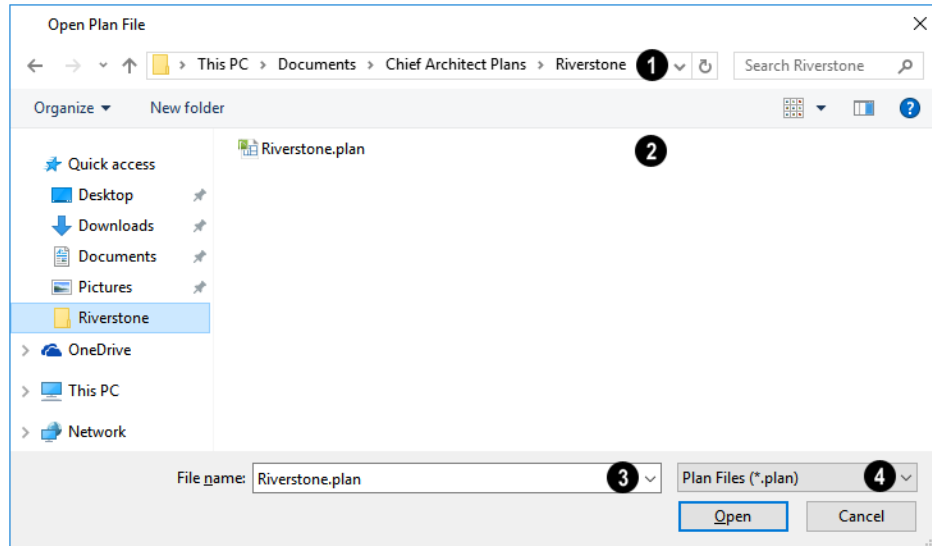 Open Plan File
This PC > Documents > Chief Architect Plans > Riverstone 1 Search Riverstone
Organize New folder ?
Riverstone.plan 2
Quick access
Desktop
Downloads
Documents
Pictures
Riverstone
OneDrive
This PC
Network
File name: Riverstone.plan 3 Plan Files (*.plan) 4
Open Cancel